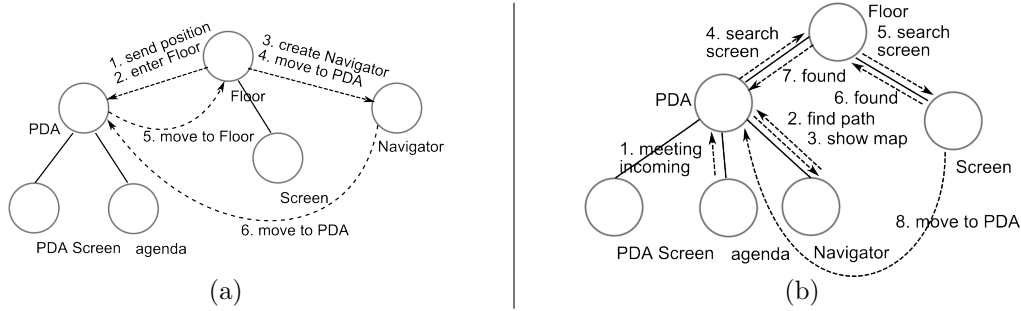 1. send position
2. enter Floor
3. create Navigator
4. move to PDA
Floor
PDA
5. move to Floor
Navigator
Screen
6. move to PDA
PDA Screen
agenda
(a)
Floor
4. search
screen
5. search
screen
7. found
PDA
6. found
2. find path
3. show map
1. meeting
incoming
Screen
8. move to PDA
PDA Screen
agenda
Navigator
(b)